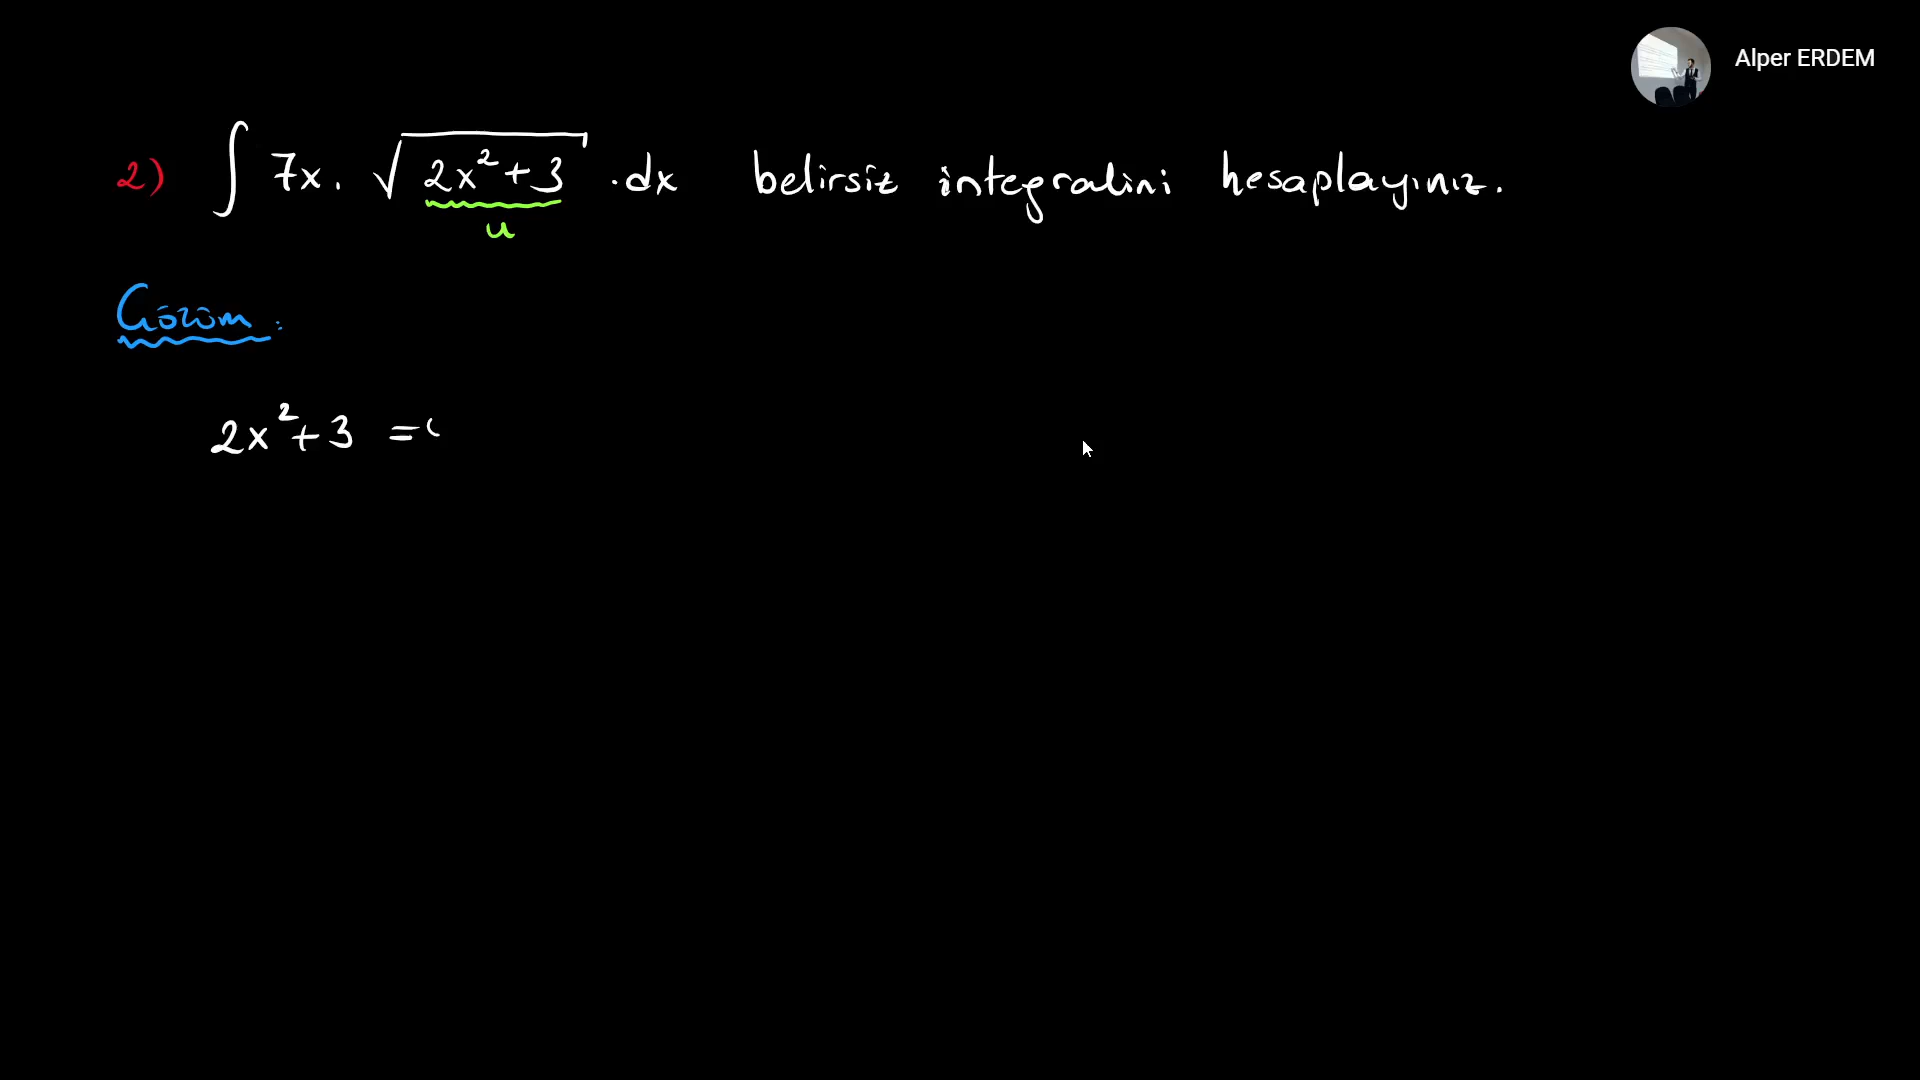 Alper ERDEM
2) ∫ 7x . √(2x² + 3) . dx belirsiz integralini hesaplayınız.
u
Çözüm :
2x² + 3 =